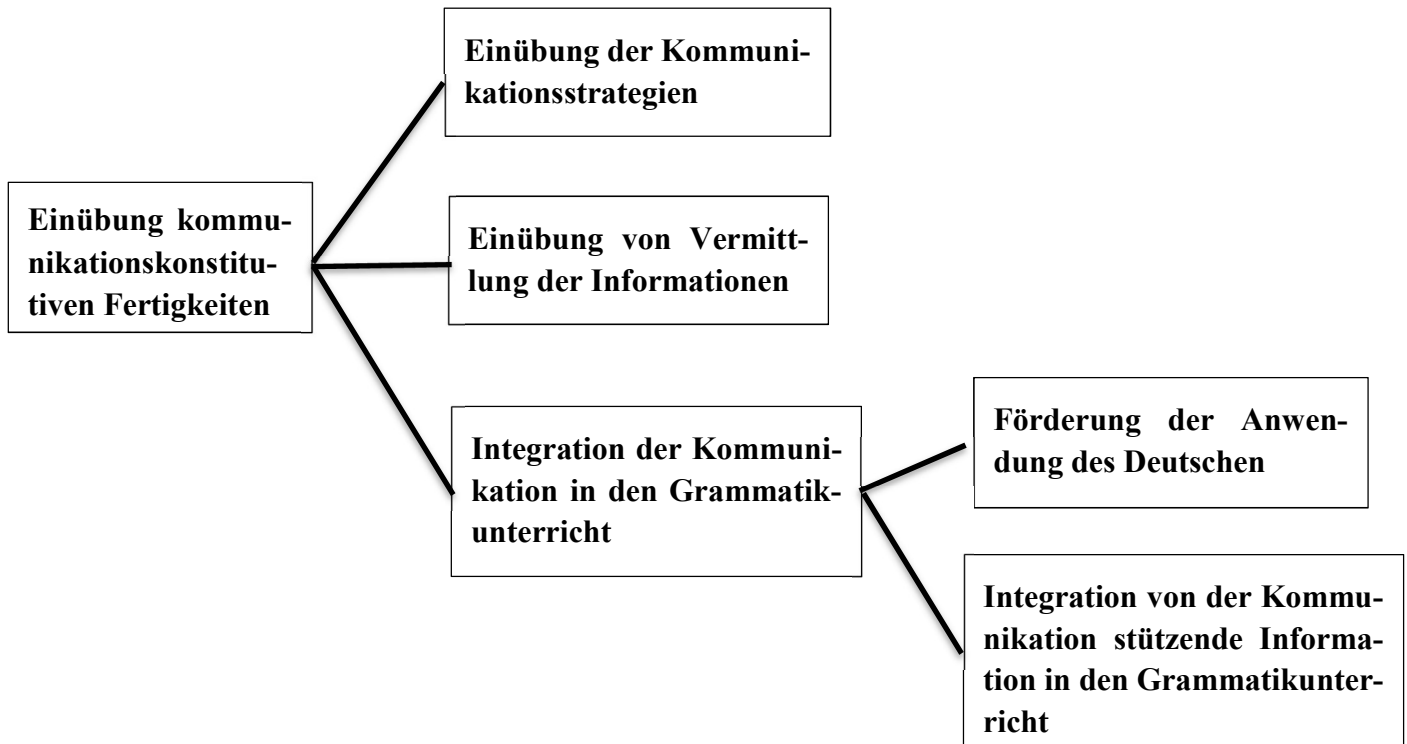 Einübung der Kommuni-
kationsstrategien
Einübung kommu-
nikationskonstitu-
tiven Fertigkeiten
Einübung von Vermitt-
lung der Informationen
Integration der Kommuni-
kation in den Grammatik-
unterricht
Förderung der Anwen-
dung des Deutschen
Integration von der Kommu-
nikation stützende Informa-
tion in den Grammatikunter-
richt